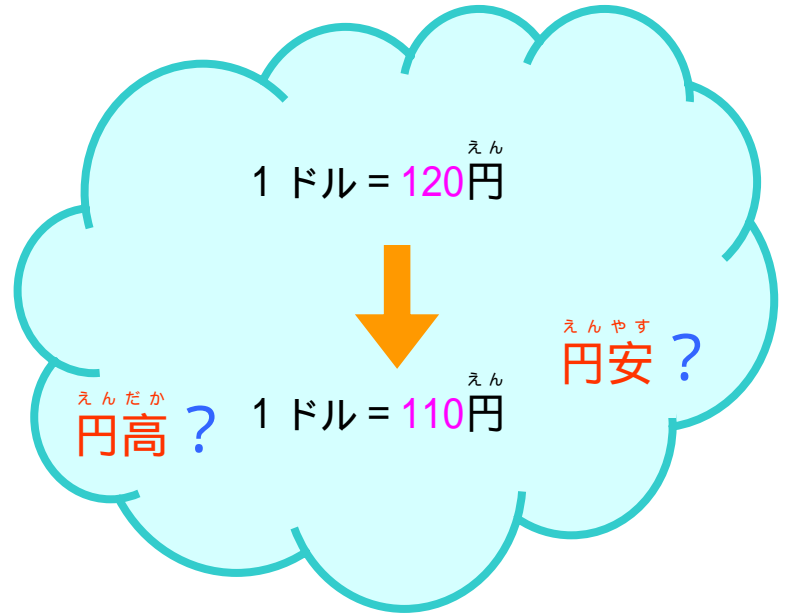 えん
1 ドル = 120円
えんやす
円安？
えん
1 ドル = 110円
えんだか
円高？